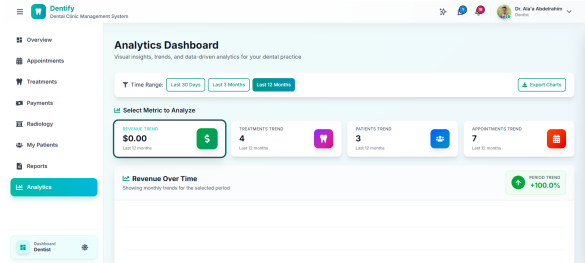 Dentify
Dental Clinic Management System
Dr. Ala'a Abdelrahim
Dentist
Overview
Appointments
Treatments
Payments
Radiology
My Patients
Reports
Analytics
Dashboard
Dentist
Analytics Dashboard
Visual insights, trends, and data-driven analytics for your dental practice
Time Range:
Last 30 Days
Last 3 Months
Last 12 Months
Export Charts
Select Metric to Analyze
REVENUE TREND
$0.00
Last 12 months
TREATMENTS TREND
4
Last 12 months
PATIENTS TREND
3
Last 12 months
APPOINTMENTS TREND
7
Last 12 months
Revenue Over Time
Showing monthly trends for the selected period
PERIOD TREND
+100.0%